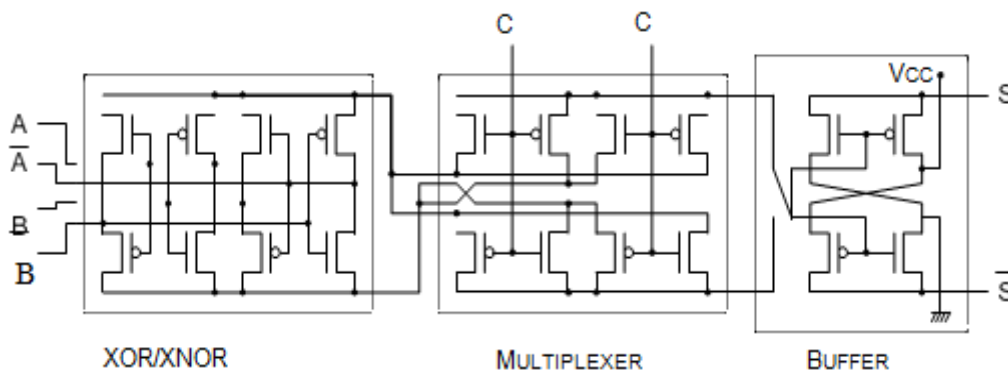 C C
VCC
S
A
A̅
B̅
B
S̅
XOR/XNOR MULTIPLEXER BUFFER